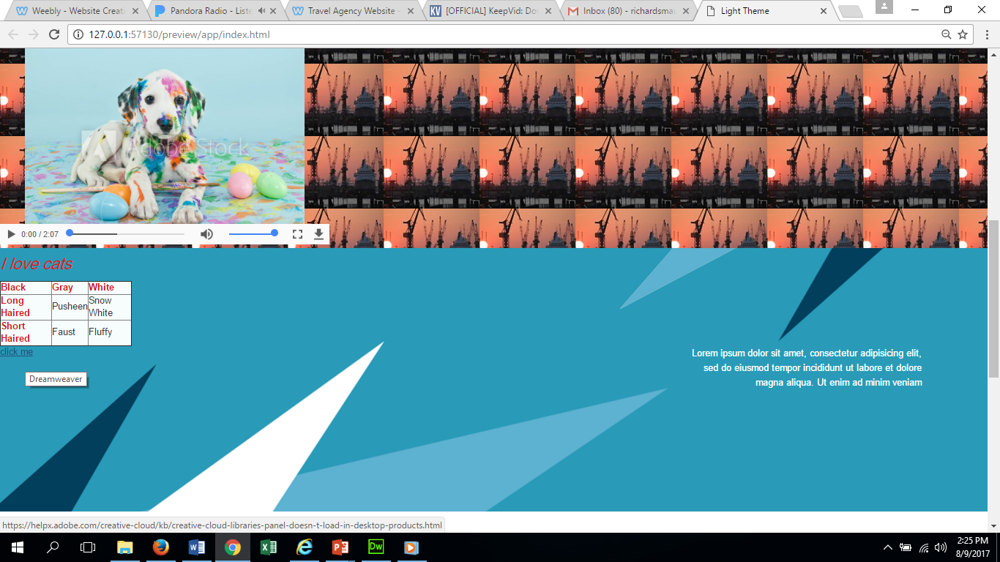 Weebly - Website Creati
Pandora Radio - Liste
Travel Agency Website -
KV
[OFFICIAL] KeepVid: Do
Inbox (80) - richardsmau
Light Theme
127.0.0.1:57130/preview/app/index.html
Adobe Stock
0:00 / 2:07
I love cats
Black Gray White
Long Haired Pusheen Snow White
Short Haired Faust Fluffy
click me
Dreamweaver
Lorem ipsum dolor sit amet, consectetur adipisicing elit,
sed do eiusmod tempor incididunt ut labore et dolore
magna aliqua. Ut enim ad minim veniam
https://helpx.adobe.com/creative-cloud/kb/creative-cloud-libraries-panel-doesn-t-load-in-desktop-products.html
Dw
2:25 PM
8/9/2017